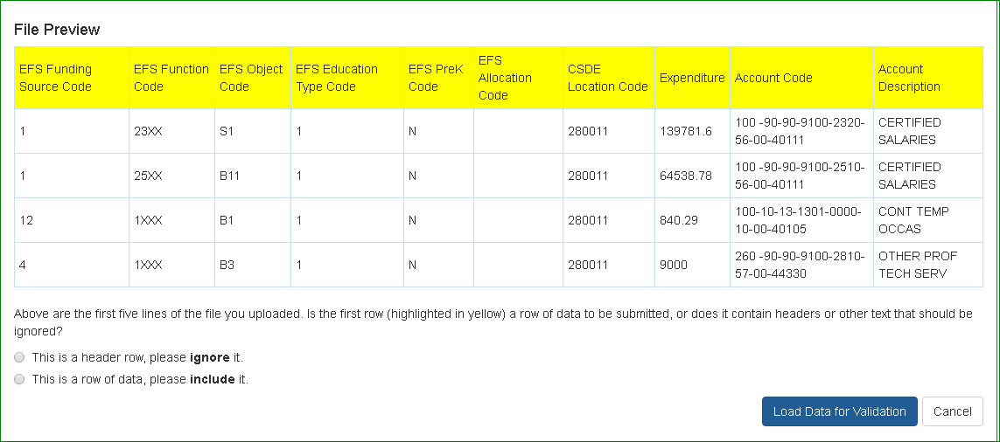 File Preview
EFS Funding Source Code EFS Function Code EFS Object Code EFS Education Type Code EFS PreK Code EFS Allocation Code CSDE Location Code Expenditure Account Code Account Description
1 23XX S1 1 N 280011 139781.6 100 -90-90-9100-2320-56-00-40111 CERTIFIED SALARIES
1 25XX B11 1 N 280011 64538.78 100 -90-90-9100-2510-56-00-40111 CERTIFIED SALARIES
12 1XXX B1 1 N 280011 840.29 100-10-13-1301-0000-10-00-40105 CONT TEMP OCCAS
4 1XXX B3 1 N 280011 9000 260 -90-90-9100-2810-57-00-44330 OTHER PROF TECH SERV
Above are the first five lines of the file you uploaded. Is the first row (highlighted in yellow) a row of data to be submitted, or does it contain headers or other text that should be
ignored?
This is a header row, please ignore it.
This is a row of data, please include it.
Load Data for Validation Cancel